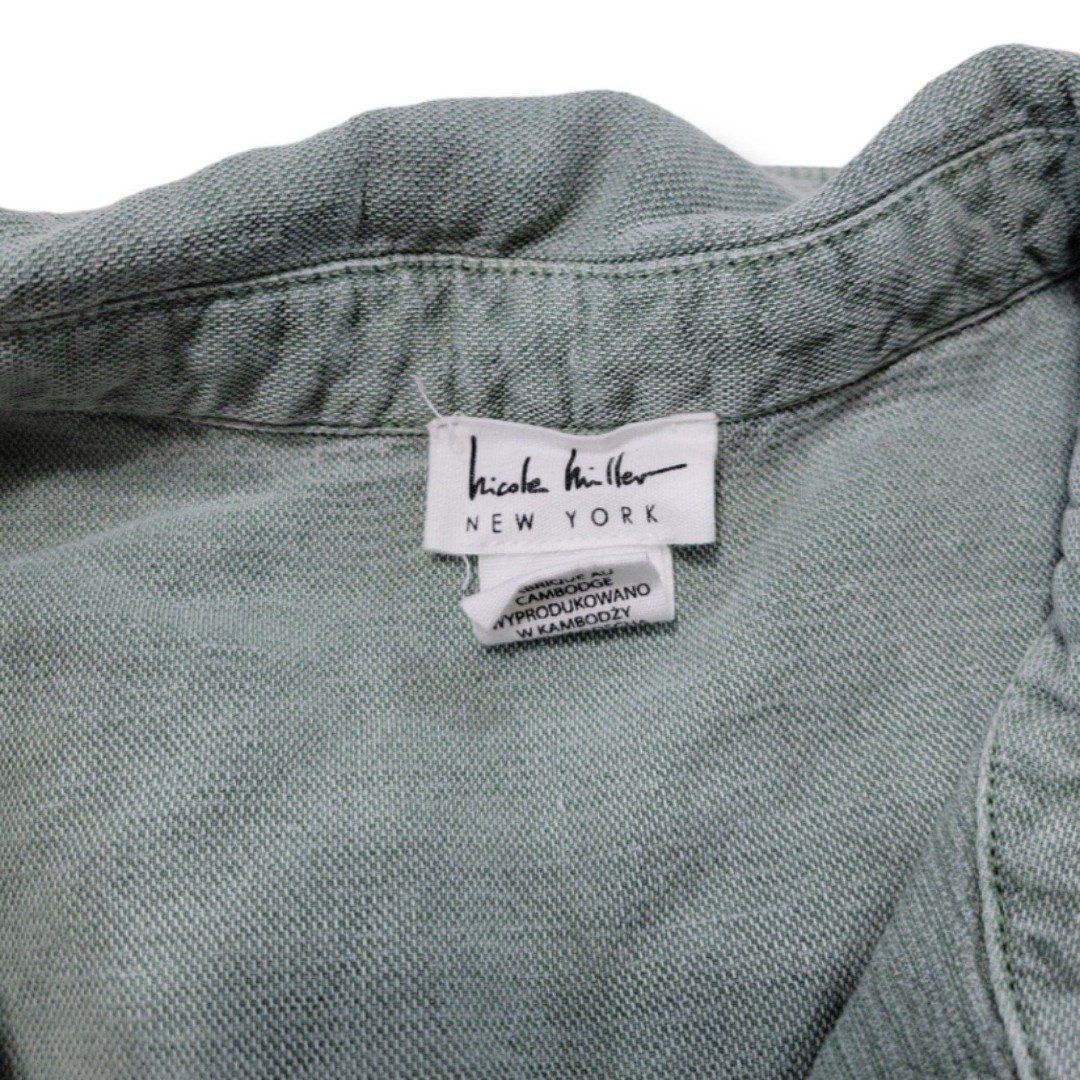 Nicole Miller
NEW YORK
CAMBODGE
WYPRODUKOWANO
W KAMBODŻY